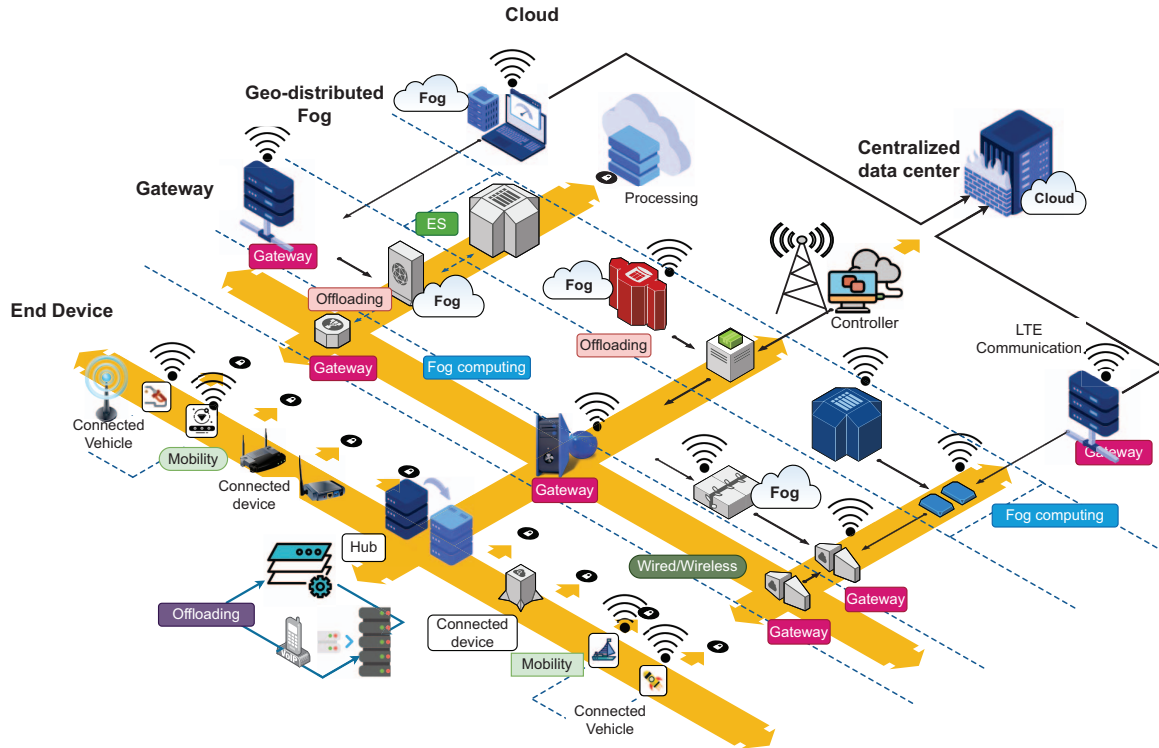 Cloud
Geo-distributed
Fog
Fog
Gateway
Processing
Centralized
data center
Cloud
ES
Gateway
Fog
Offloading
Fog
Controller
End Device
Offloading
LTE
Communication
Gateway
Fog computing
Connected
Vehicle
Mobility
Connected
device
Gateway
Fog
Gateway
Fog computing
Hub
Wired/Wireless
Gateway
Gateway
Offloading
VoIP
Connected
device
Mobility
Connected
Vehicle